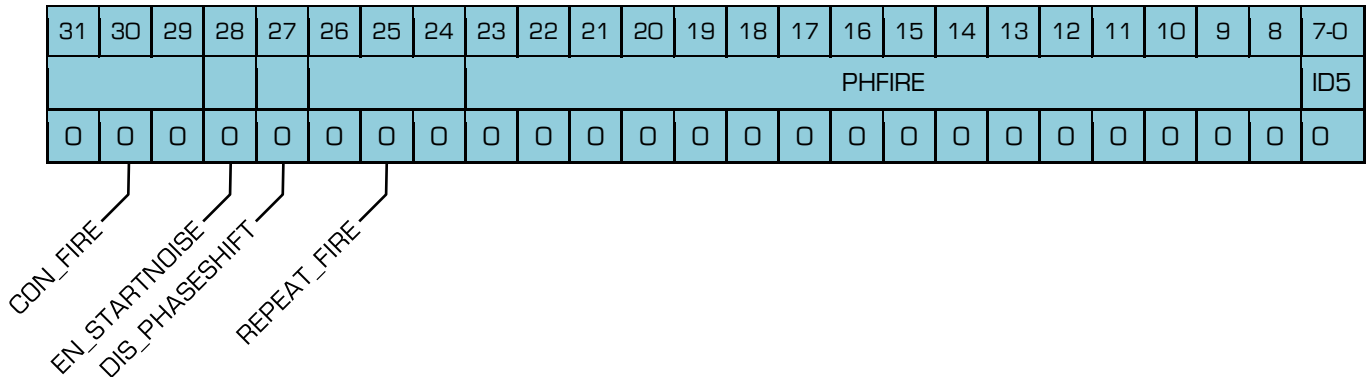 31 30 29 28 27 26 25 24 23 22 21 20 19 18 17 16 15 14 13 12 11 10 9 8 7-0
PHFIRE ID5
0 0 0 0 0 0 0 0 0 0 0 0 0 0 0 0 0 0 0 0 0 0 0 0 0
CON_FIRE
EN_STARTNOISE
DIS_PHASESHIFT
REPEAT_FIRE